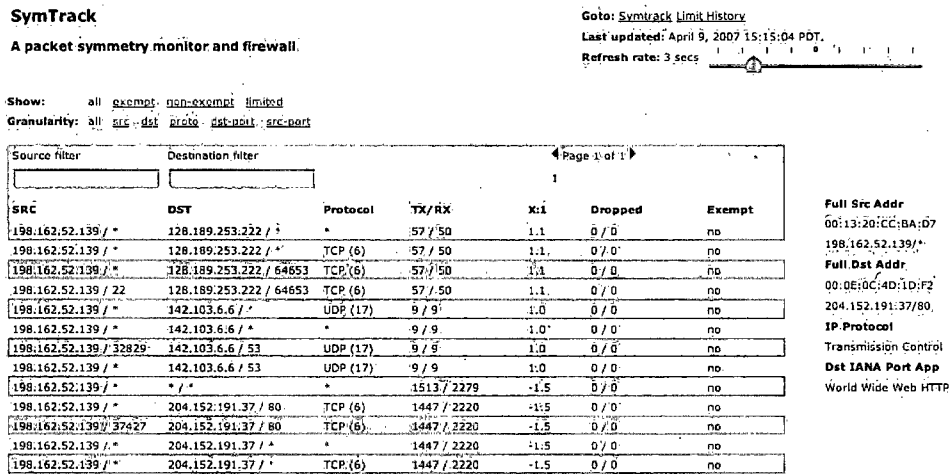 SymTrack
A packet symmetry monitor and firewall.
Goto: Symtrack Limit History
Last updated: April 9, 2007 15:15:04 PDT.
Refresh rate: 3 secs
Show: all exempt non-exempt limited
Granularity: all src-dst proto dst-port src-port
Source filter Destination filter Page 1 of 1
1
SRC DST Protocol TX/RX X:1 Dropped Exempt
198.162.52.139 / * 128.189.253.222 / * * 57 / 50 1.1 0 / 0 no
198.162.52.139 / * 128.189.253.222 / * TCP (6) 57 / 50 1.1 0 / 0 no
198.162.52.139 / * 128.189.253.222 / 64653 TCP (6) 57 / 50 1.1 0 / 0 no
198.162.52.139 / 22 128.189.253.222 / 64653 TCP (6) 57 / 50 1.1 0 / 0 no
198.162.52.139 / * 142.103.6.6 / * UDP (17) 9 / 9 1.0 0 / 0 no
198.162.52.139 / * 142.103.6.6 / * * 9 / 9 1.0 0 / 0 no
198.162.52.139 / 32829 142.103.6.6 / 53 UDP (17) 9 / 9 1.0 0 / 0 no
198.162.52.139 / * 142.103.6.6 / 53 UDP (17) 9 / 9 1.0 0 / 0 no
198.162.52.139 / * * / * * 1513 / 2279 -1.5 0 / 0 no
198.162.52.139 / * 204.152.191.37 / 80 TCP (6) 1447 / 2220 -1.5 0 / 0 no
198.162.52.139 / 37427 204.152.191.37 / 80 TCP (6) 1447 / 2220 -1.5 0 / 0 no
198.162.52.139 / * 204.152.191.37 / * * 1447 / 2220 -1.5 0 / 0 no
198.162.52.139 / * 204.152.191.37 / * TCP (6) 1447 / 2220 -1.5 0 / 0 no
Full Src Addr
00:13:20:CC:BA:D7
198.162.52.139/*
Full Dst Addr
00:0E:0C:4D:1D:F2
204.152.191.37/80
IP Protocol
Transmission Control
Dst IANA Port App
World Wide Web HTTP